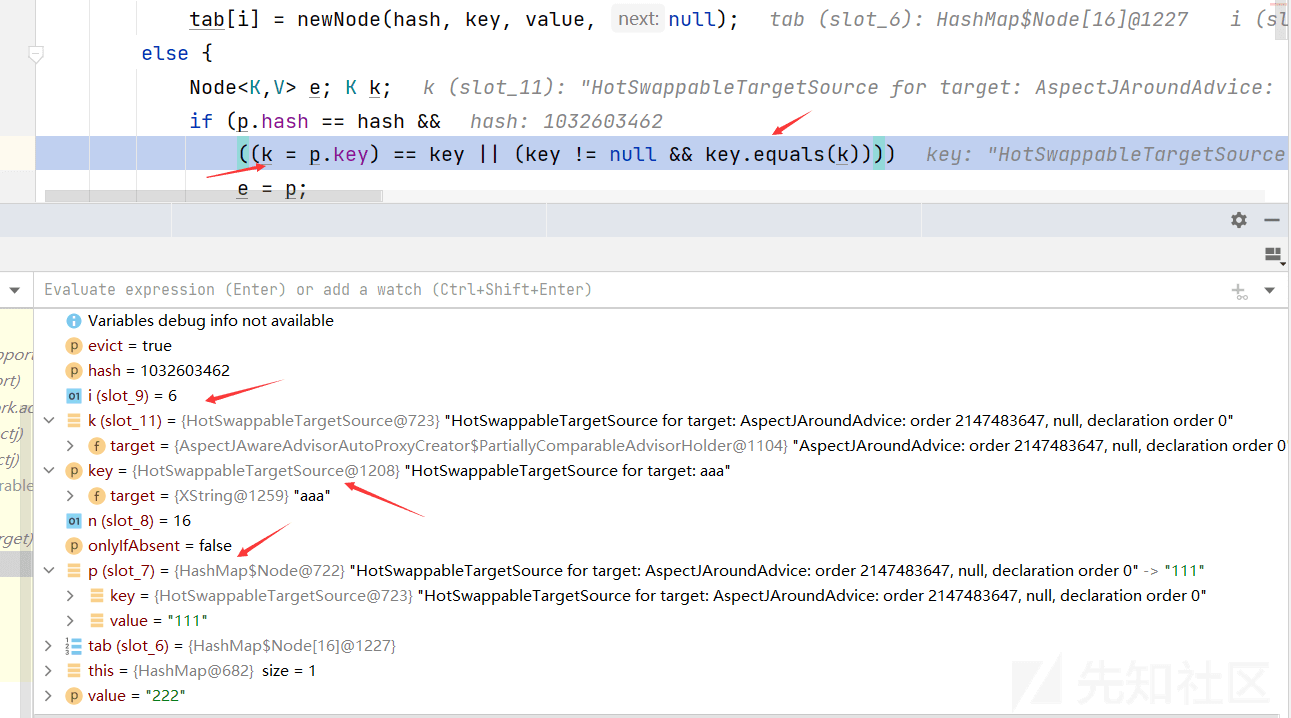 tab[i] = newNode(hash, key, value, next: null); tab (slot_6): HashMap$Node[16]@1227 i (sl
else {
Node<K,V> e; K k; k (slot_11): "HotSwappableTargetSource for target: AspectJAroundAdvice:
if (p.hash == hash && hash: 1032603462
((k = p.key) == key || (key != null && key.equals(k)))) key: "HotSwappableTargetSource
e = p;
Evaluate expression (Enter) or add a watch (Ctrl+Shift+Enter)
Variables debug info not available
evict = true
hash = 1032603462
i (slot_9) = 6
k (slot_11) = {HotSwappableTargetSource@723} "HotSwappableTargetSource for target: AspectJAroundAdvice: order 2147483647, null, declaration order 0"
target = {AspectJAwareAdvisorAutoProxyCreator$PartiallyComparableAdvisorHolder@1104} "AspectJAroundAdvice: order 2147483647, null, declaration order 0
key = {HotSwappableTargetSource@1208} "HotSwappableTargetSource for target: aaa"
target = {XString@1259} "aaa"
n (slot_8) = 16
onlyIfAbsent = false
p (slot_7) = {HashMap$Node@722} "HotSwappableTargetSource for target: AspectJAroundAdvice: order 2147483647, null, declaration order 0" -> "111"
key = {HotSwappableTargetSource@723} "HotSwappableTargetSource for target: AspectJAroundAdvice: order 2147483647, null, declaration order 0"
value = "111"
tab (slot_6) = {HashMap$Node[16]@1227}
this = {HashMap@682} size = 1
value = "222"
先知社区